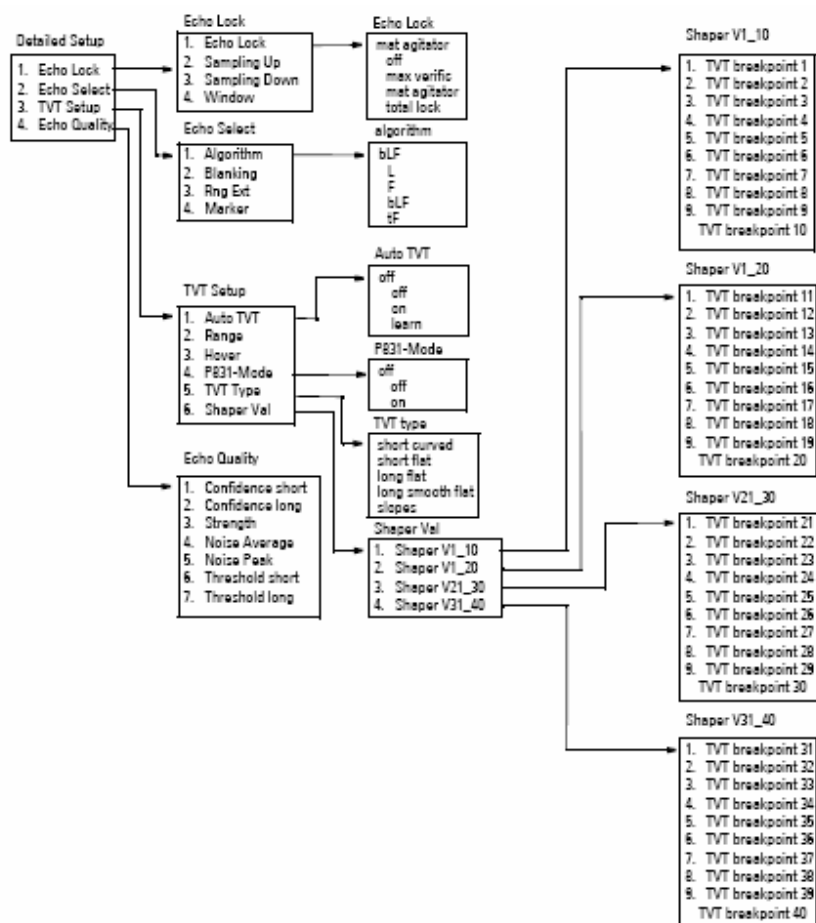 Detailed Setup
1. Echo Lock
2. Echo Select
3. TVT Setup
4. Echo Quality
Echo Lock
1. Echo Lock
2. Sampling Up
3. Sampling Down
4. Window
Echo Lock
mat agitator
off
max verific
mat agitator
total lock
Echo Select
1. Algorithm
2. Blanking
3. Rng Ext
4. Marker
algorithm
bLF
L
F
bLF
tF
TVT Setup
1. Auto TVT
2. Range
3. Hover
4. P831-Mode
5. TVT Type
6. Shaper Val
Auto TVT
off
off
on
learn
P831-Mode
off
off
on
TVT type
short curved
short flat
long flat
long smooth flat
slopes
Echo Quality
1. Confidence short
2. Confidence long
3. Strength
4. Noise Average
5. Noise Peak
6. Threshold short
7. Threshold long
Shaper Val
1. Shaper V1_10
2. Shaper V1_20
3. Shaper V21_30
4. Shaper V31_40
Shaper V1_10
1. TVT breakpoint 1
2. TVT breakpoint 2
3. TVT breakpoint 3
4. TVT breakpoint 4
5. TVT breakpoint 5
6. TVT breakpoint 6
7. TVT breakpoint 7
8. TVT breakpoint 8
9. TVT breakpoint 9
TVT breakpoint 10
Shaper V1_20
1. TVT breakpoint 11
2. TVT breakpoint 12
3. TVT breakpoint 13
4. TVT breakpoint 14
5. TVT breakpoint 15
6. TVT breakpoint 16
7. TVT breakpoint 17
8. TVT breakpoint 18
9. TVT breakpoint 19
TVT breakpoint 20
Shaper V21_30
1. TVT breakpoint 21
2. TVT breakpoint 22
3. TVT breakpoint 23
4. TVT breakpoint 24
5. TVT breakpoint 25
6. TVT breakpoint 26
7. TVT breakpoint 27
8. TVT breakpoint 28
9. TVT breakpoint 29
TVT breakpoint 30
Shaper V31_40
1. TVT breakpoint 31
2. TVT breakpoint 32
3. TVT breakpoint 33
4. TVT breakpoint 34
5. TVT breakpoint 35
6. TVT breakpoint 36
7. TVT breakpoint 37
8. TVT breakpoint 38
9. TVT breakpoint 39
TVT breakpoint 40